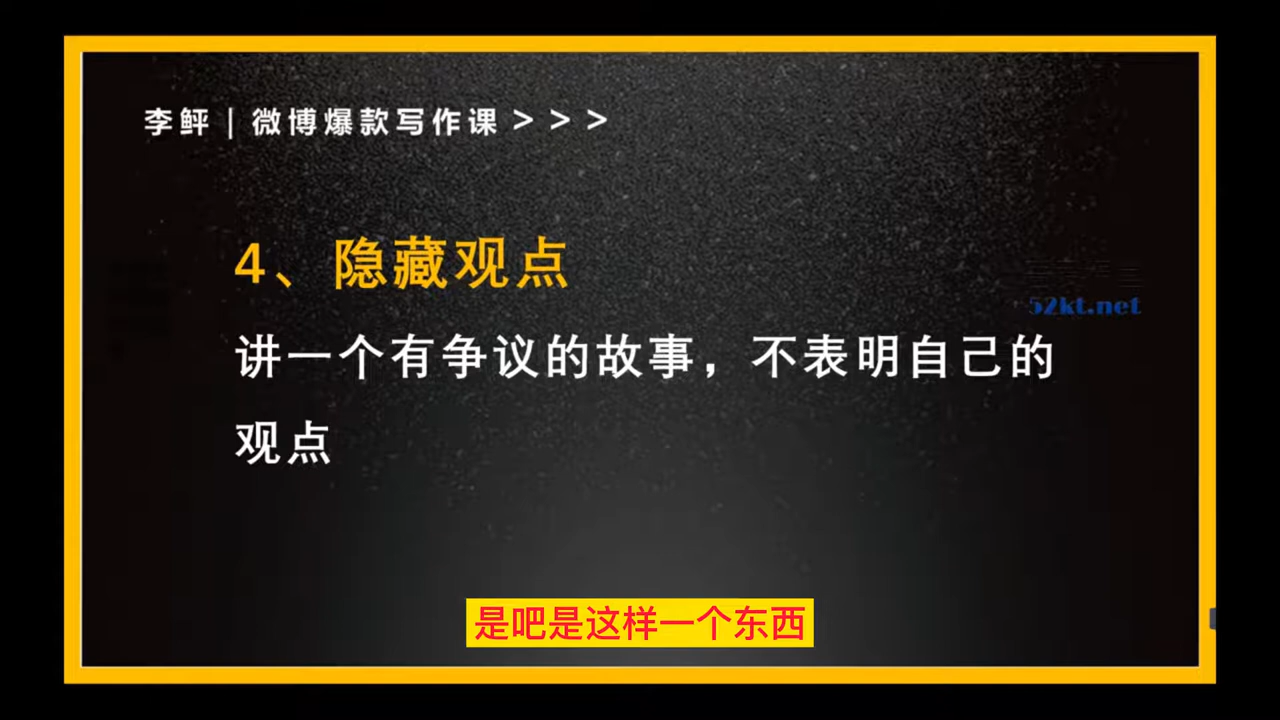 李鲆 | 微博爆款写作课 > > >
4、隐藏观点
52kt.net
讲一个有争议的故事，不表明自己的
观点
是吧是这样一个东西